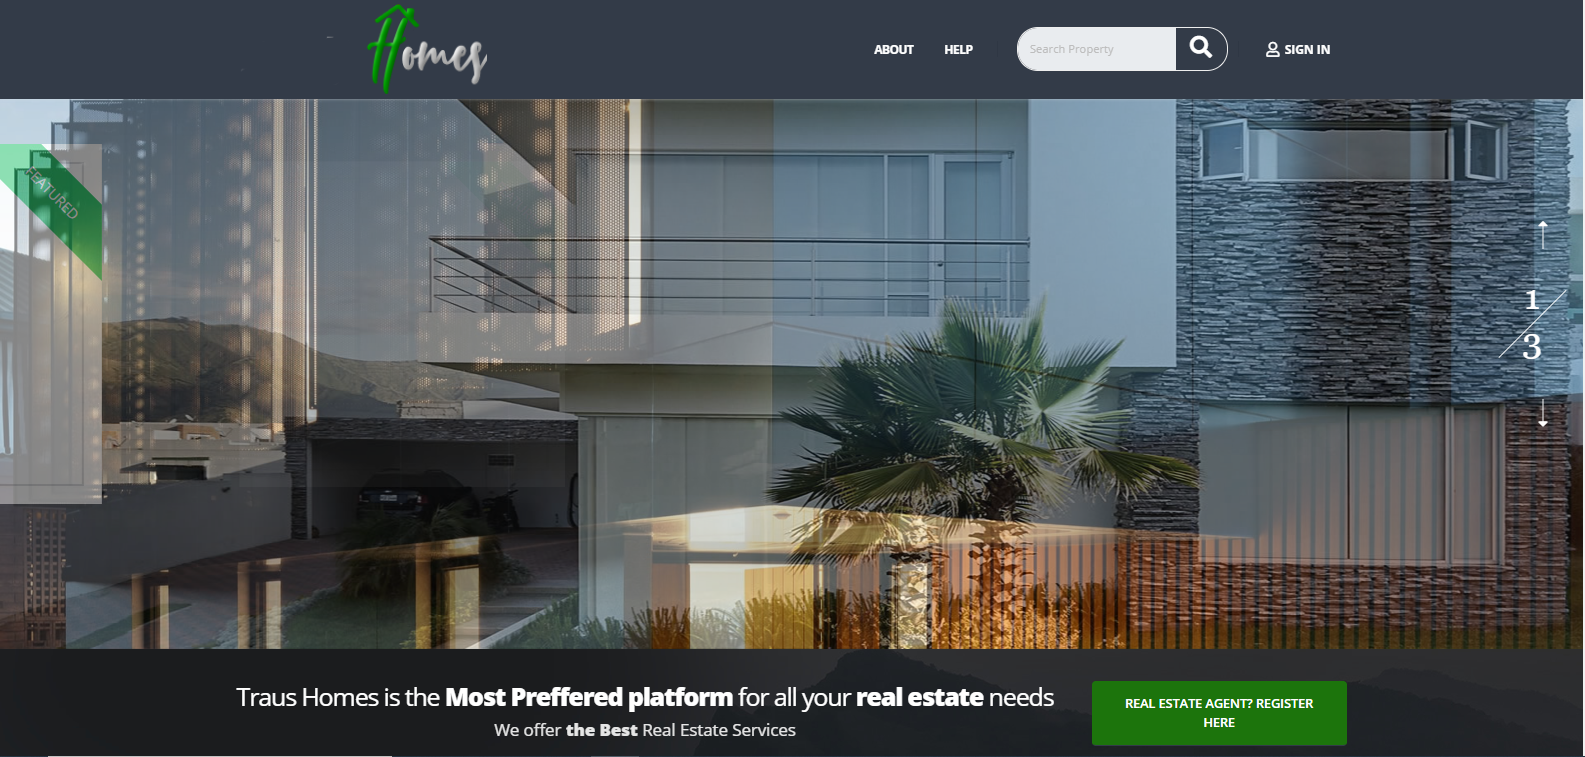 Homes
ABOUT
HELP
Search Property
SIGN IN
FEATURED
1
3
Traus Homes is the Most Preffered platform for all your real estate needs
We offer the Best Real Estate Services
REAL ESTATE AGENT? REGISTER
HERE